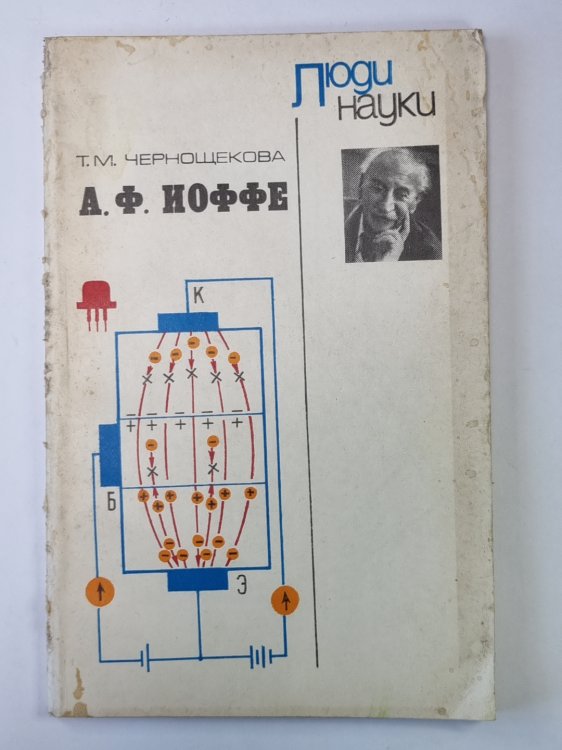 Люди
науки
Т.М. ЧЕРНОЩЕКОВА
А. Ф. ИОФФЕ
К
Б
Э